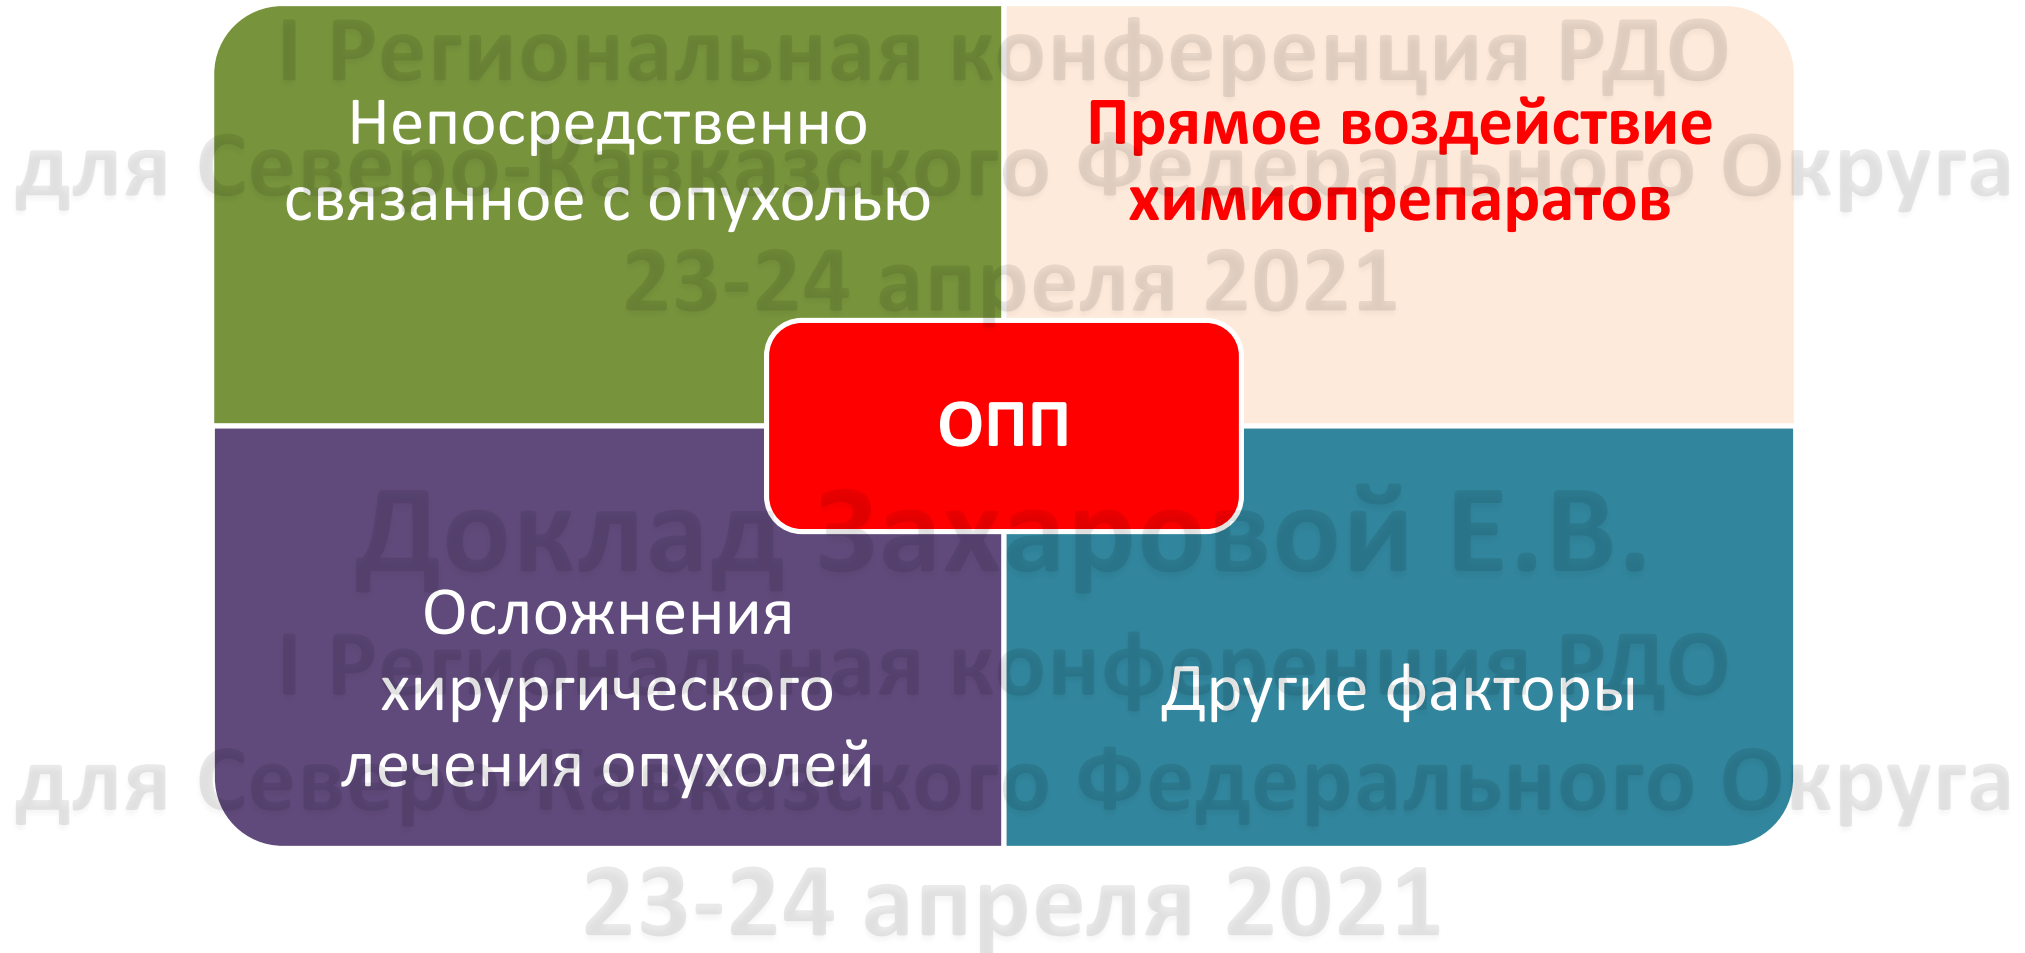 I Региональная конференция РДО
Непосредственно
связанное с опухолью
Прямое воздействие
химиопрепаратов
для Северо-Кавказского Федерального Округа
23-24 апреля 2021
ОПП
Доклад Захаровой Е.В.
Осложнения
хирургического
лечения опухолей
Другие факторы
I Региональная конференция РДО
для Северо-Кавказского Федерального Округа
23-24 апреля 2021